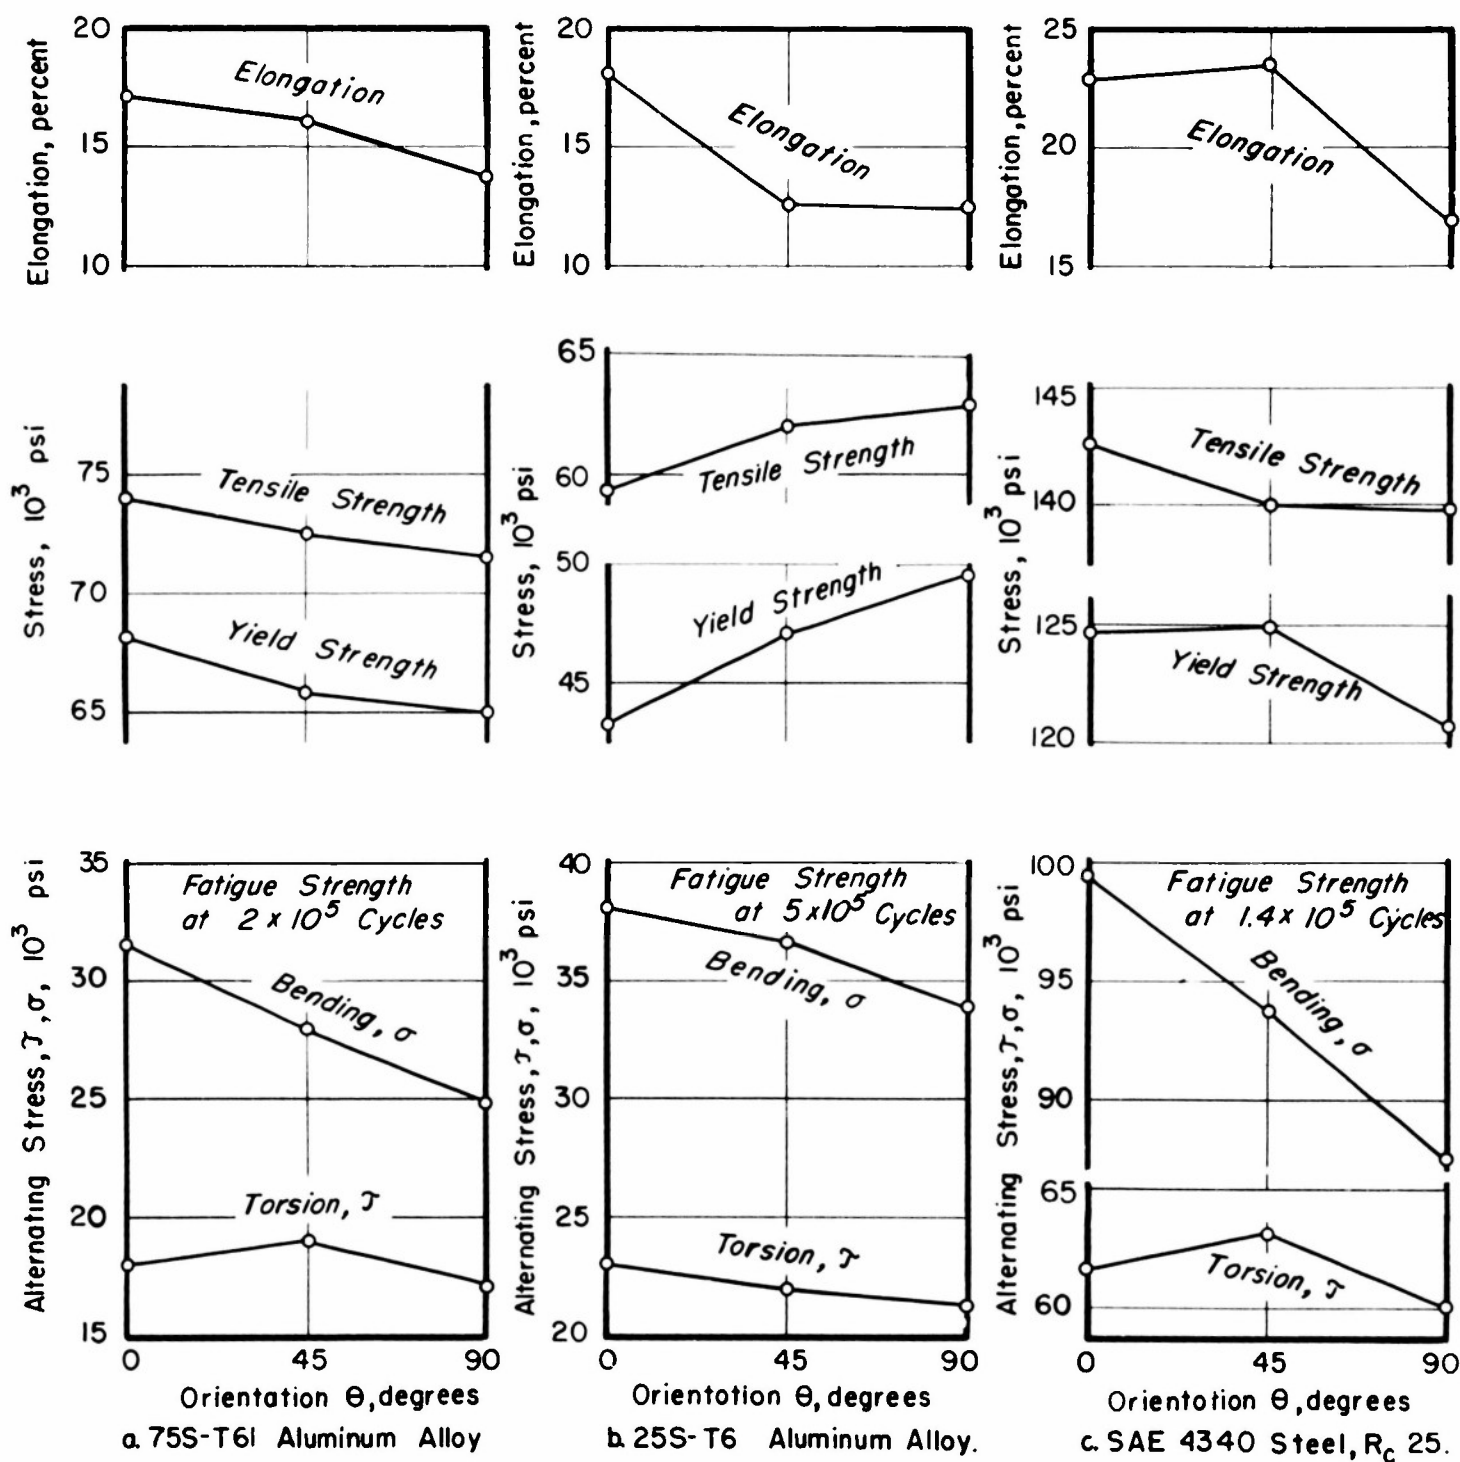 20
15
10
Elongation, percent
Elongation
75
70
65
Stress, 10³ psi
Tensile Strength
Yield Strength
35
30
25
20
15
Alternating Stress, τ, σ, 10³ psi
Fatigue Strength
at 2 x 10⁵ Cycles
Bending, σ
Torsion, τ
0 45 90
Orientation θ, degrees
a. 75S-T61 Aluminum Alloy
20
15
10
Elongation, percent
Elongation
65
60
50
45
Stress, 10³ psi
Tensile Strength
Yield Strength
40
35
30
25
20
Alternating Stress, τ, σ, 10³ psi
Fatigue Strength
at 5x10⁵ Cycles
Bending, σ
Torsion, τ
0 45 90
Orientation θ, degrees
b. 25S-T6 Aluminum Alloy.
25
20
15
Elongation, percent
Elongation
145
140
125
120
Stress, 10³ psi
Tensile Strength
Yield Strength
100
95
90
65
60
Alternating Stress, τ, σ, 10³ psi
Fatigue Strength
at 1.4 x 10⁵ Cycles
Bending, σ
Torsion, τ
0 45 90
Orientation θ, degrees
c. SAE 4340 Steel, Rc 25.